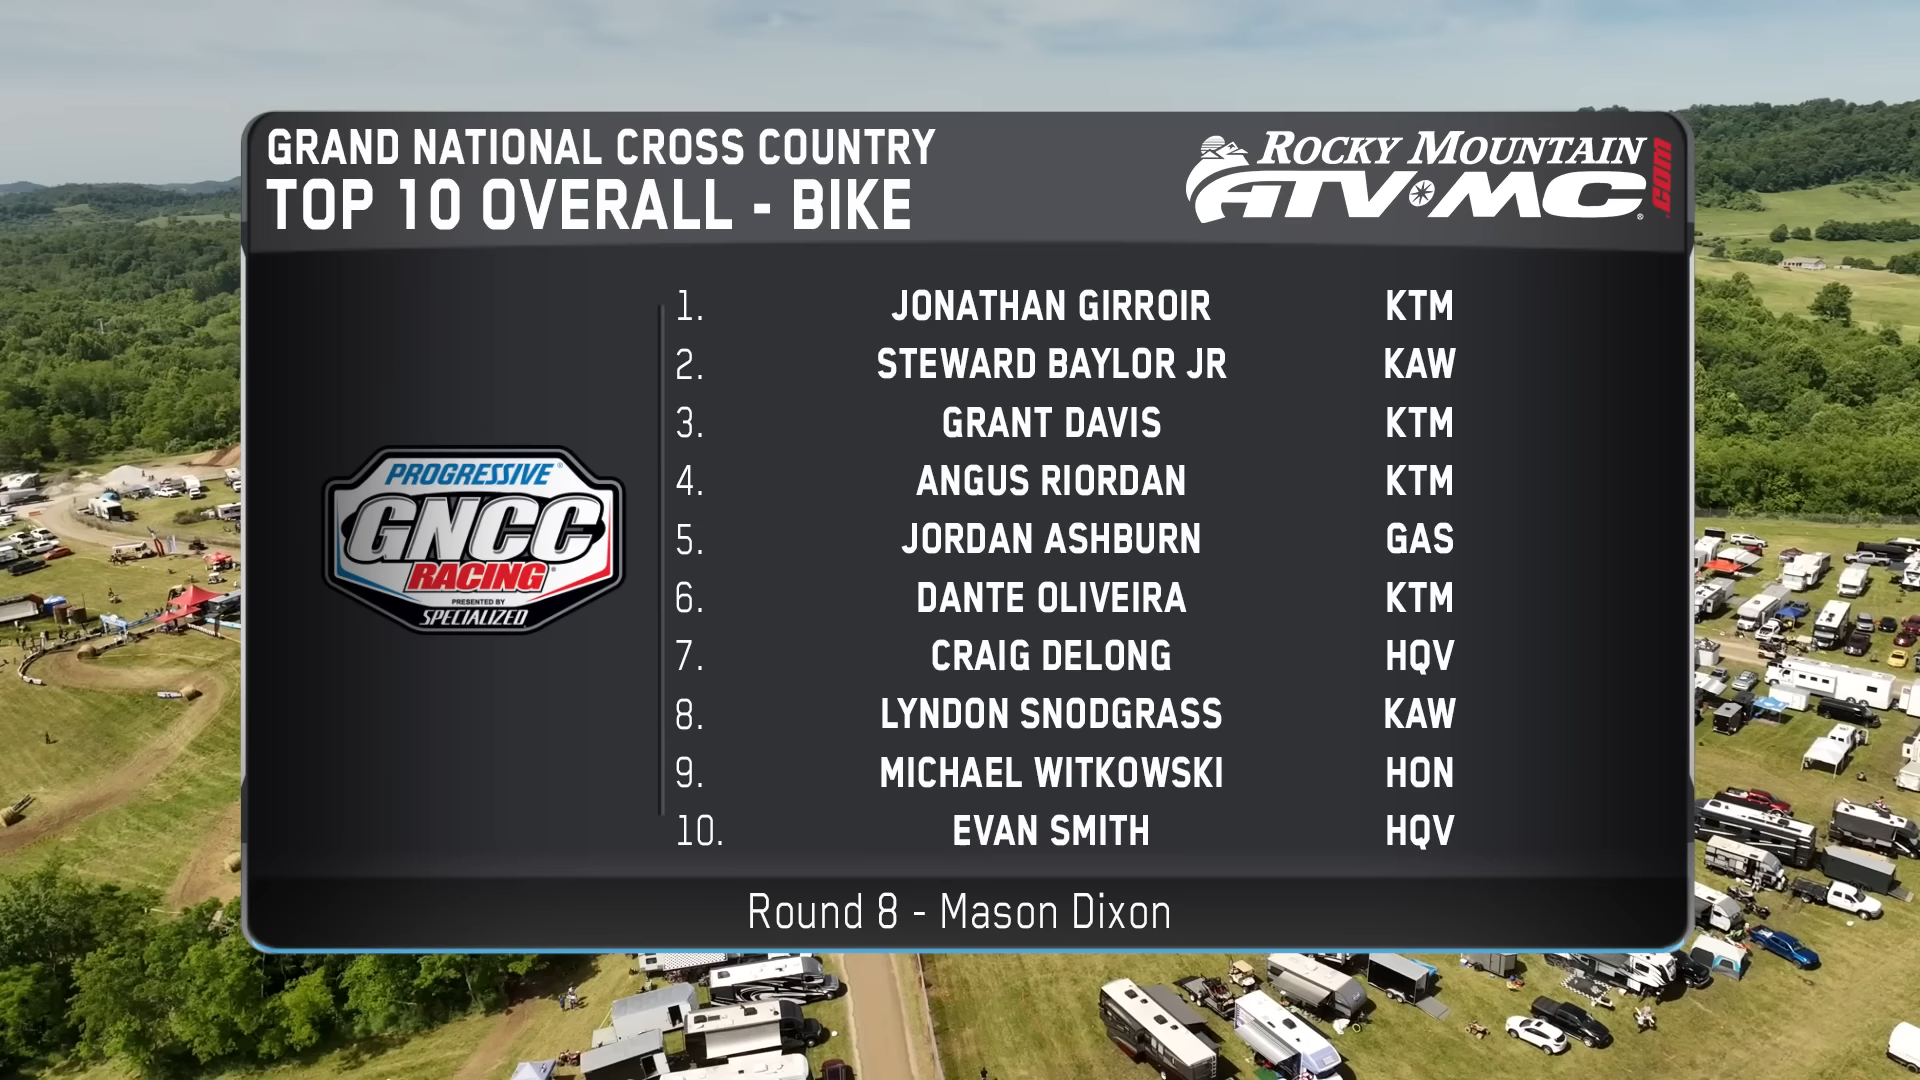 GRAND NATIONAL CROSS COUNTRY
TOP 10 OVERALL - BIKE
ROCKY MOUNTAIN
ATV MC
.COM
1. JONATHAN GIRROIR KTM
2. STEWARD BAYLOR JR KAW
3. GRANT DAVIS KTM
4. ANGUS RIORDAN KTM
5. JORDAN ASHBURN GAS
6. DANTE OLIVEIRA KTM
7. CRAIG DELONG HQV
8. LYNDON SNODGRASS KAW
9. MICHAEL WITKOWSKI HON
10. EVAN SMITH HQV
PROGRESSIVE
GNCC
RACING
PRESENTED BY
SPECIALIZED
Round 8 - Mason Dixon